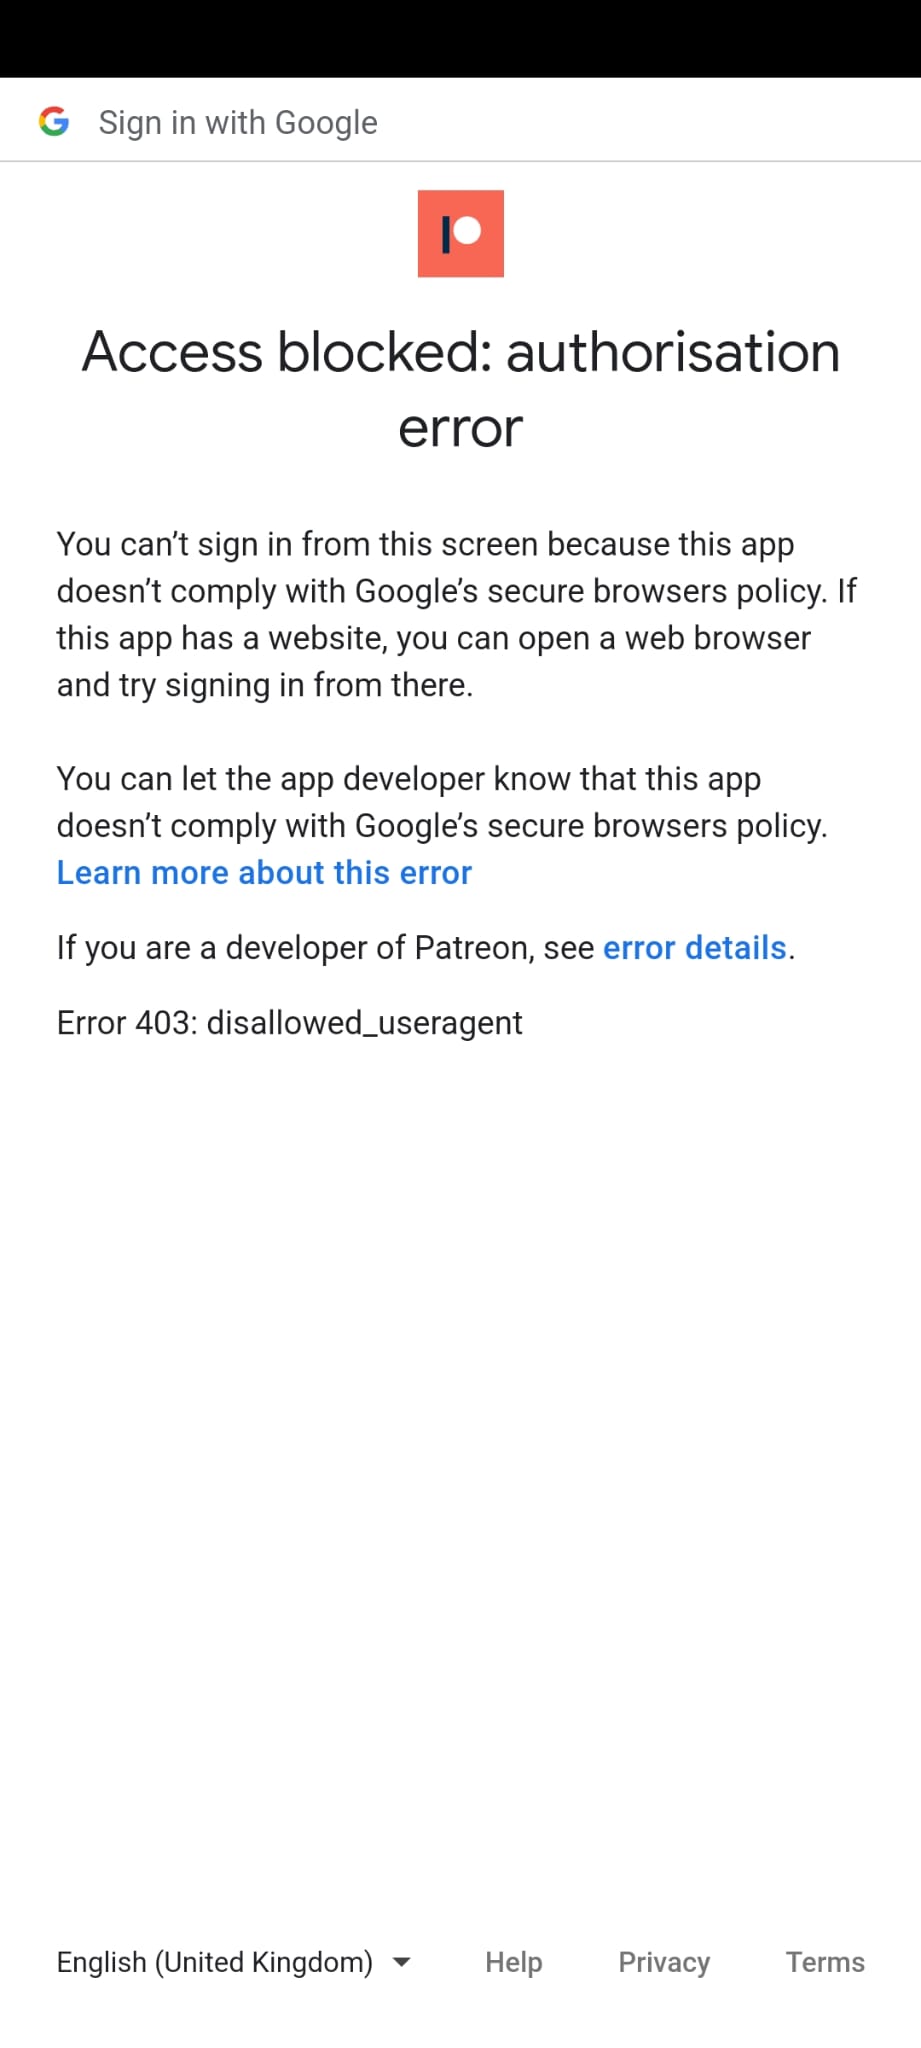 Sign in with Google
Access blocked: authorisation
error
You can’t sign in from this screen because this app
doesn’t comply with Google’s secure browsers policy. If
this app has a website, you can open a web browser
and try signing in from there.
You can let the app developer know that this app
doesn’t comply with Google’s secure browsers policy.
Learn more about this error
If you are a developer of Patreon, see error details.
Error 403: disallowed_useragent
English (United Kingdom) Help Privacy Terms